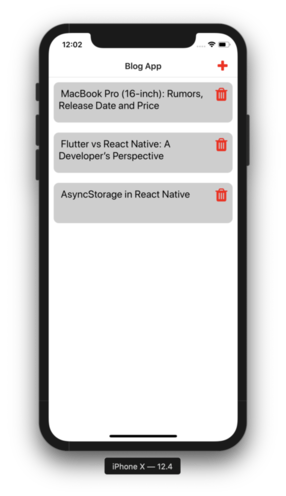 12:02
Blog App
MacBook Pro (16-inch): Rumors,
Release Date and Price
Flutter vs React Native: A
Developer's Perspective
AsyncStorage in React Native
iPhone X — 12.4